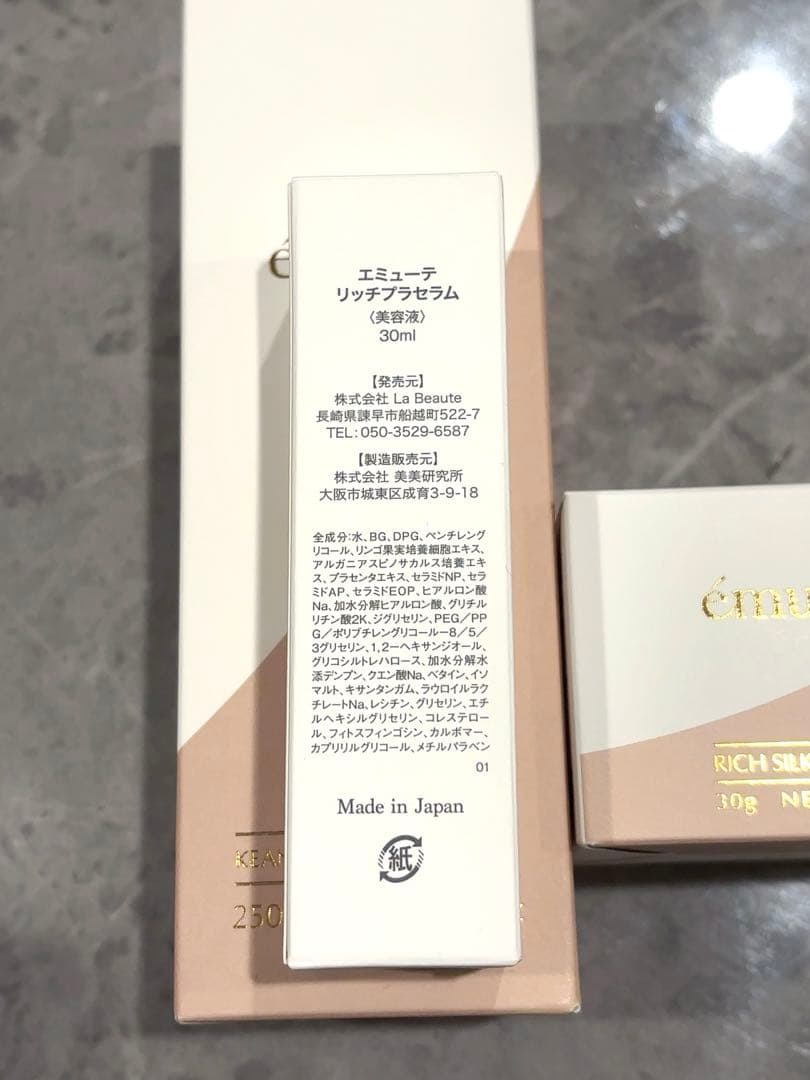 エミューテ
リッチプラセラム
〈美容液〉
30ml
【発売元】
株式会社 La Beaute
長崎県諫早市船越町522-7
TEL:050-3529-6587
【製造販売元】
株式会社 美美研究所
大阪市城東区成育3-9-18
全成分:水、BG、DPG、ペンチレング
リコール、リンゴ果実培養細胞エキス、
アルガニアスピノサカルス培養エキ
ス、プラセンタエキス、セラミドNP、セラ
ミドAP、セラミドEOP、ヒアルロン酸
Na、加水分解ヒアルロン酸、グリチル
リチン酸2K、ジグリセリン、PEG/PP
G/ポリブチレングリコール-8/5/
3グリセリン、1,2-ヘキサンジオール、
グリコシルトレハロース、加水分解水
添デンプン、クエン酸Na、ベタイン、イソ
マルト、キサンタンガム、ラウロイルラク
チレートNa、レシチン、グリセリン、エチ
ルヘキシルグリセリン、コレステロー
ル、フィトスフィンゴシン、カルボマー、
カプリリルグリコール、メチルパラベン
01
Made in Japan
紙
é
KEA
250
ému
RICH SILK
30g NE